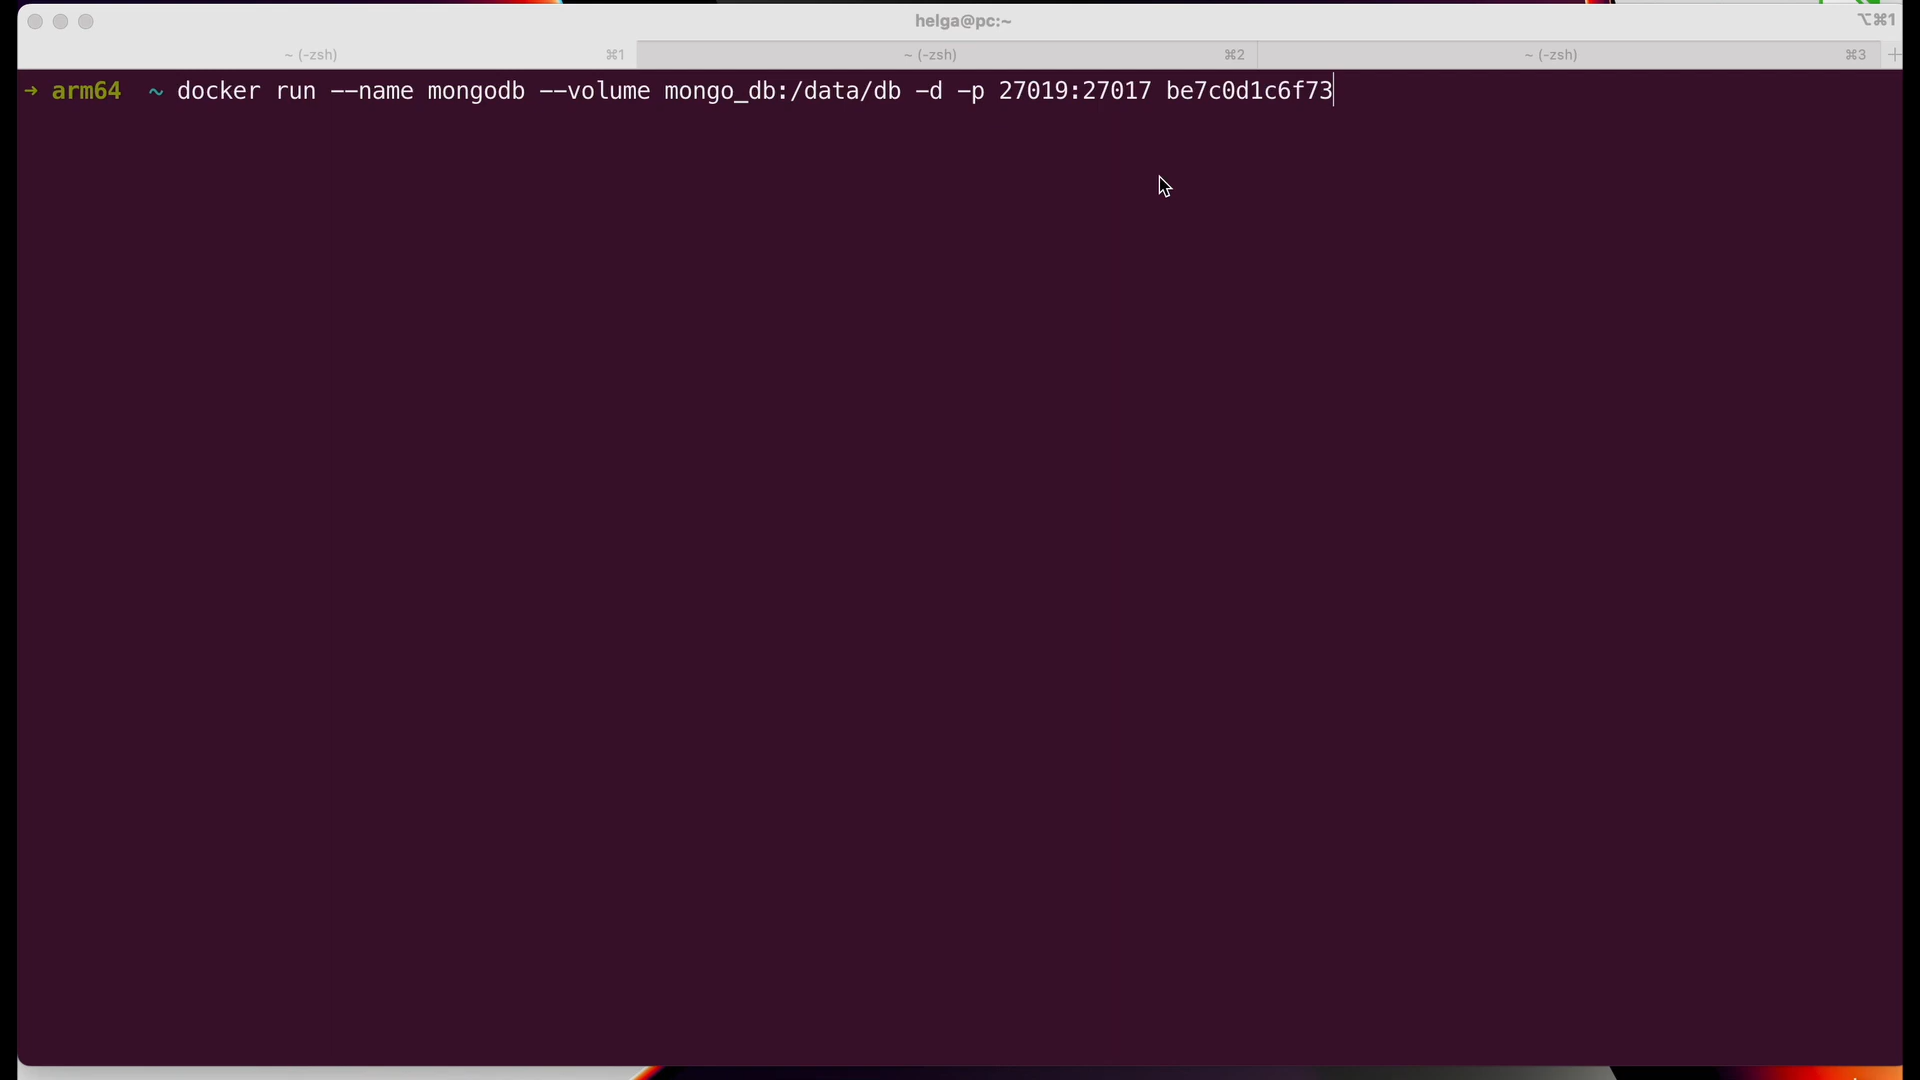 helga@pc:~
⌥⌘1
~ (-zsh) ⌘1
~ (-zsh) ⌘2
~ (-zsh) ⌘3
+
→ arm64 ~ docker run --name mongodb --volume mongo_db:/data/db -d -p 27019:27017 be7c0d1c6f73